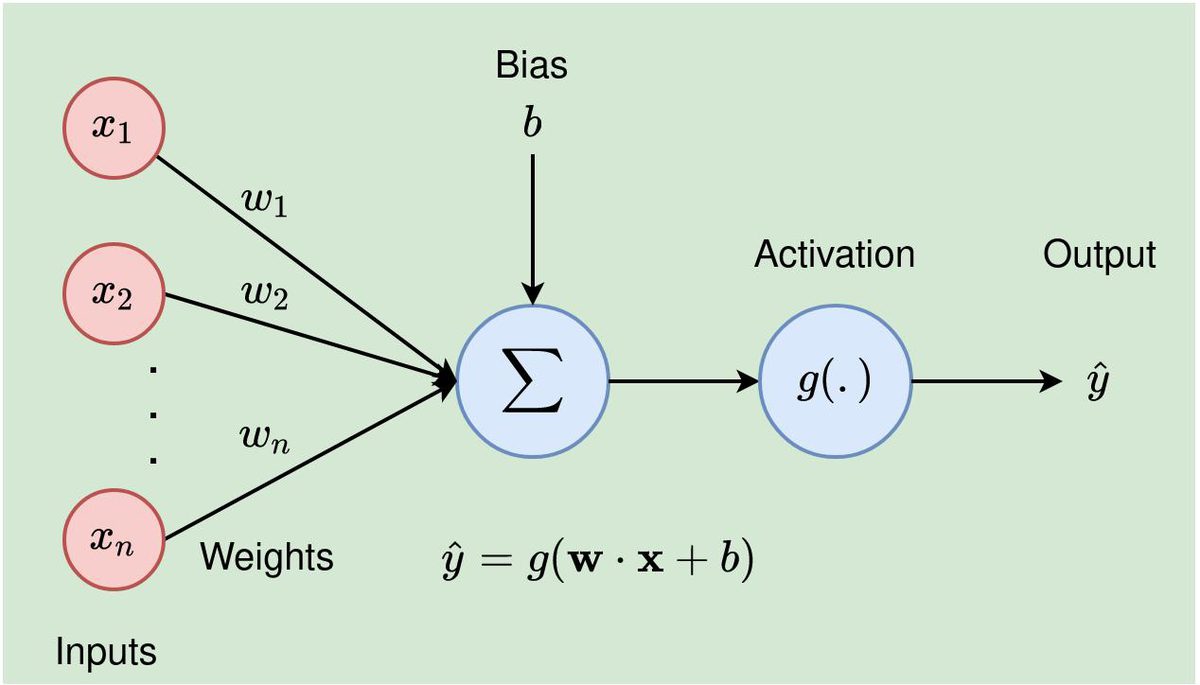 Bias
b
x₁
w₁
x₂
w₂
Activation
Output
∑
g(.)
ŷ
.
.
.
wₙ
xₙ
Weights
ŷ = g(w · x + b)
Inputs